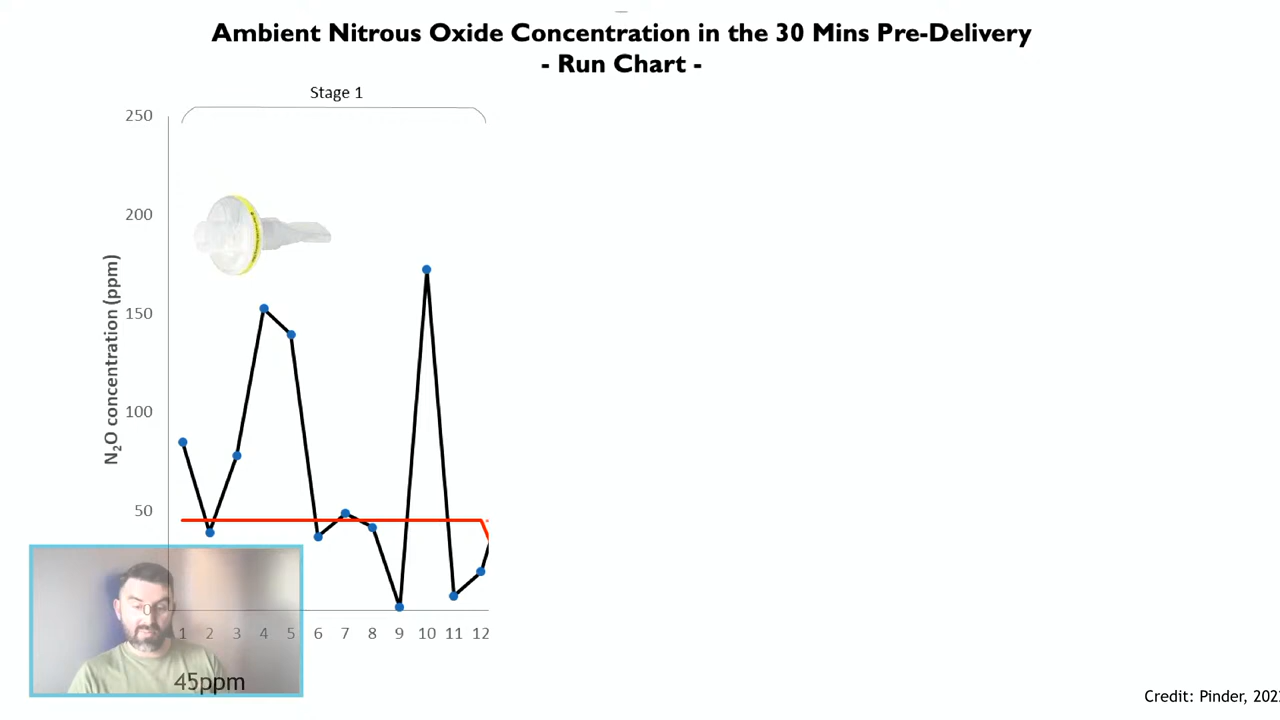 Ambient Nitrous Oxide Concentration in the 30 Mins Pre-Delivery
- Run Chart -
Stage 1
250
200
150
100
50
0
N₂O concentration (ppm)
1 2 3 4 5 6 7 8 9 10 11 12
45ppm
Credit: Pinder, 202